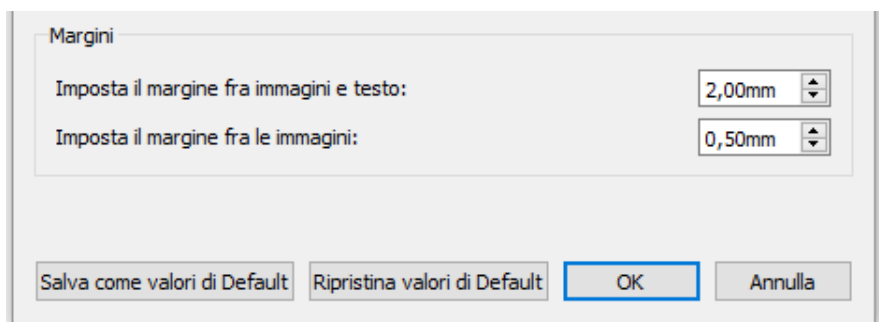 Margini
Imposta il margine fra immagini e testo: 2,00mm
Imposta il margine fra le immagini: 0,50mm
Salva come valori di Default Ripristina valori di Default OK Annulla